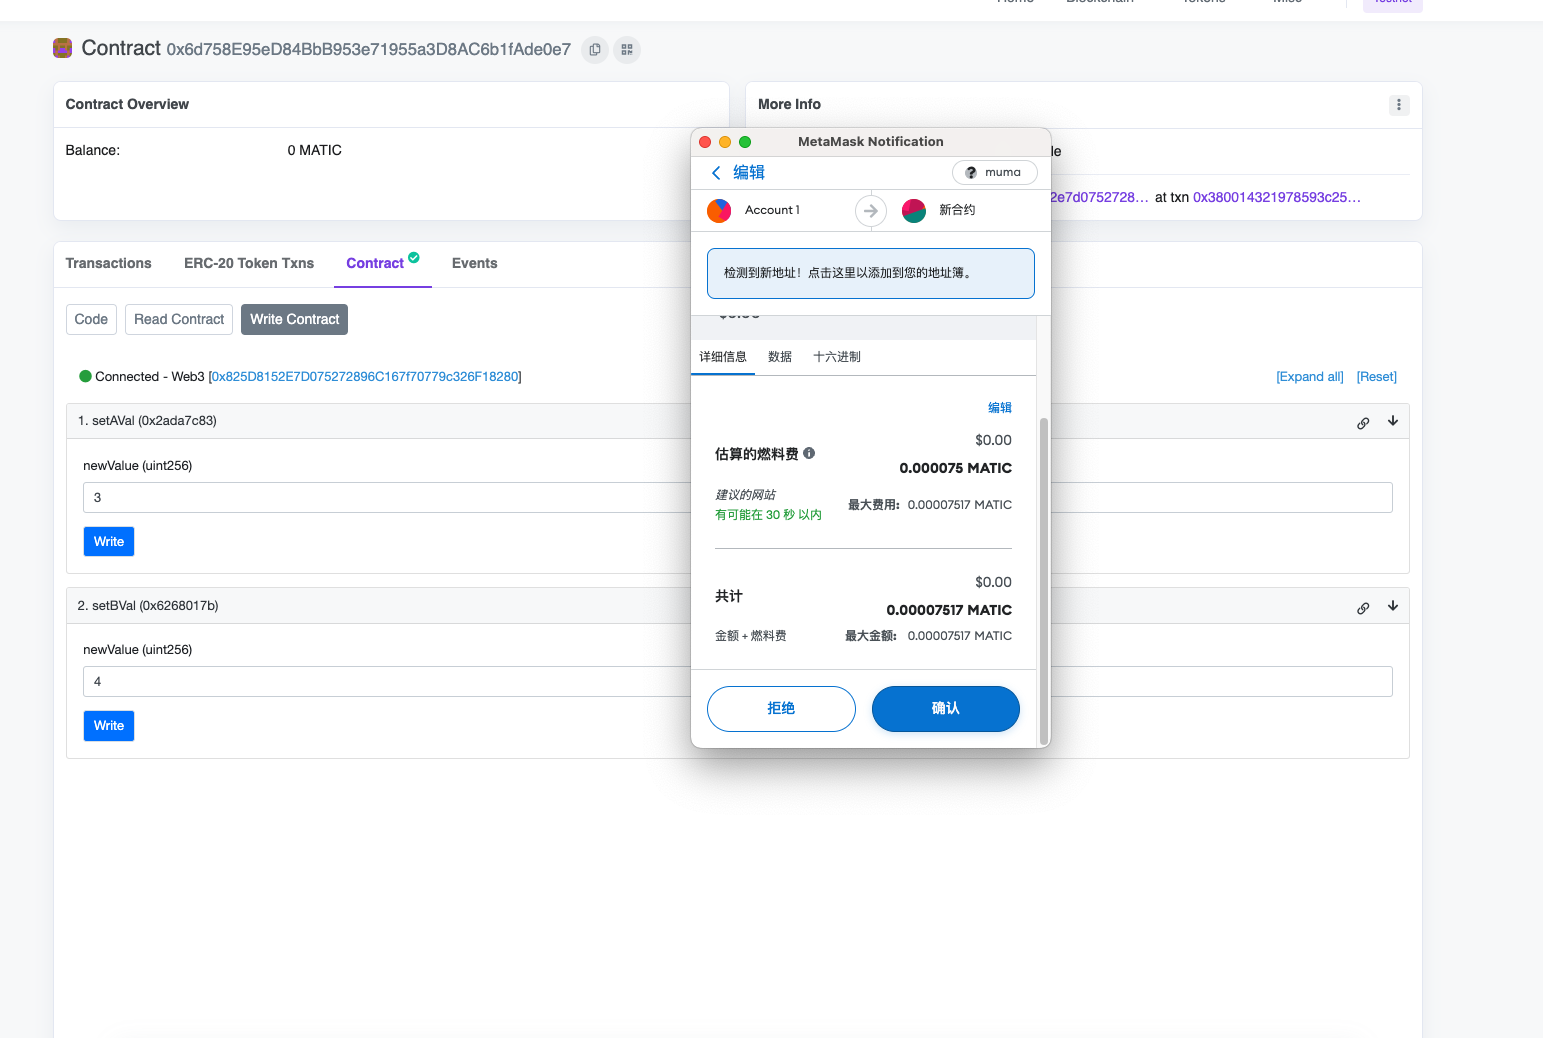 Home Blockchain Tokens Misc Testnet
Contract 0x6d758E95eD84BbB953e71955a3D8AC6b1fAde0e7
Contract Overview
Balance: 0 MATIC
More Info
le
2e7d0752728... at txn 0x380014321978593c25...
Transactions ERC-20 Token Txns Contract Events
Code Read Contract Write Contract
Connected - Web3 [0x825D8152E7D075272896C167f70779c326F18280]
[Expand all] [Reset]
1. setAVal (0x2ada7c83)
newValue (uint256)
3
Write
2. setBVal (0x6268017b)
newValue (uint256)
4
Write
MetaMask Notification
编辑 muma
Account 1 新合约
检测到新地址！点击这里以添加到您的地址簿。
$0.00
详细信息 数据 十六进制
编辑
$0.00
估算的燃料费 0.000075 MATIC
建议的网站
有可能在 30 秒 以内
最大费用: 0.00007517 MATIC
$0.00
共计 0.00007517 MATIC
金额 + 燃料费 最大金额: 0.00007517 MATIC
拒绝 确认